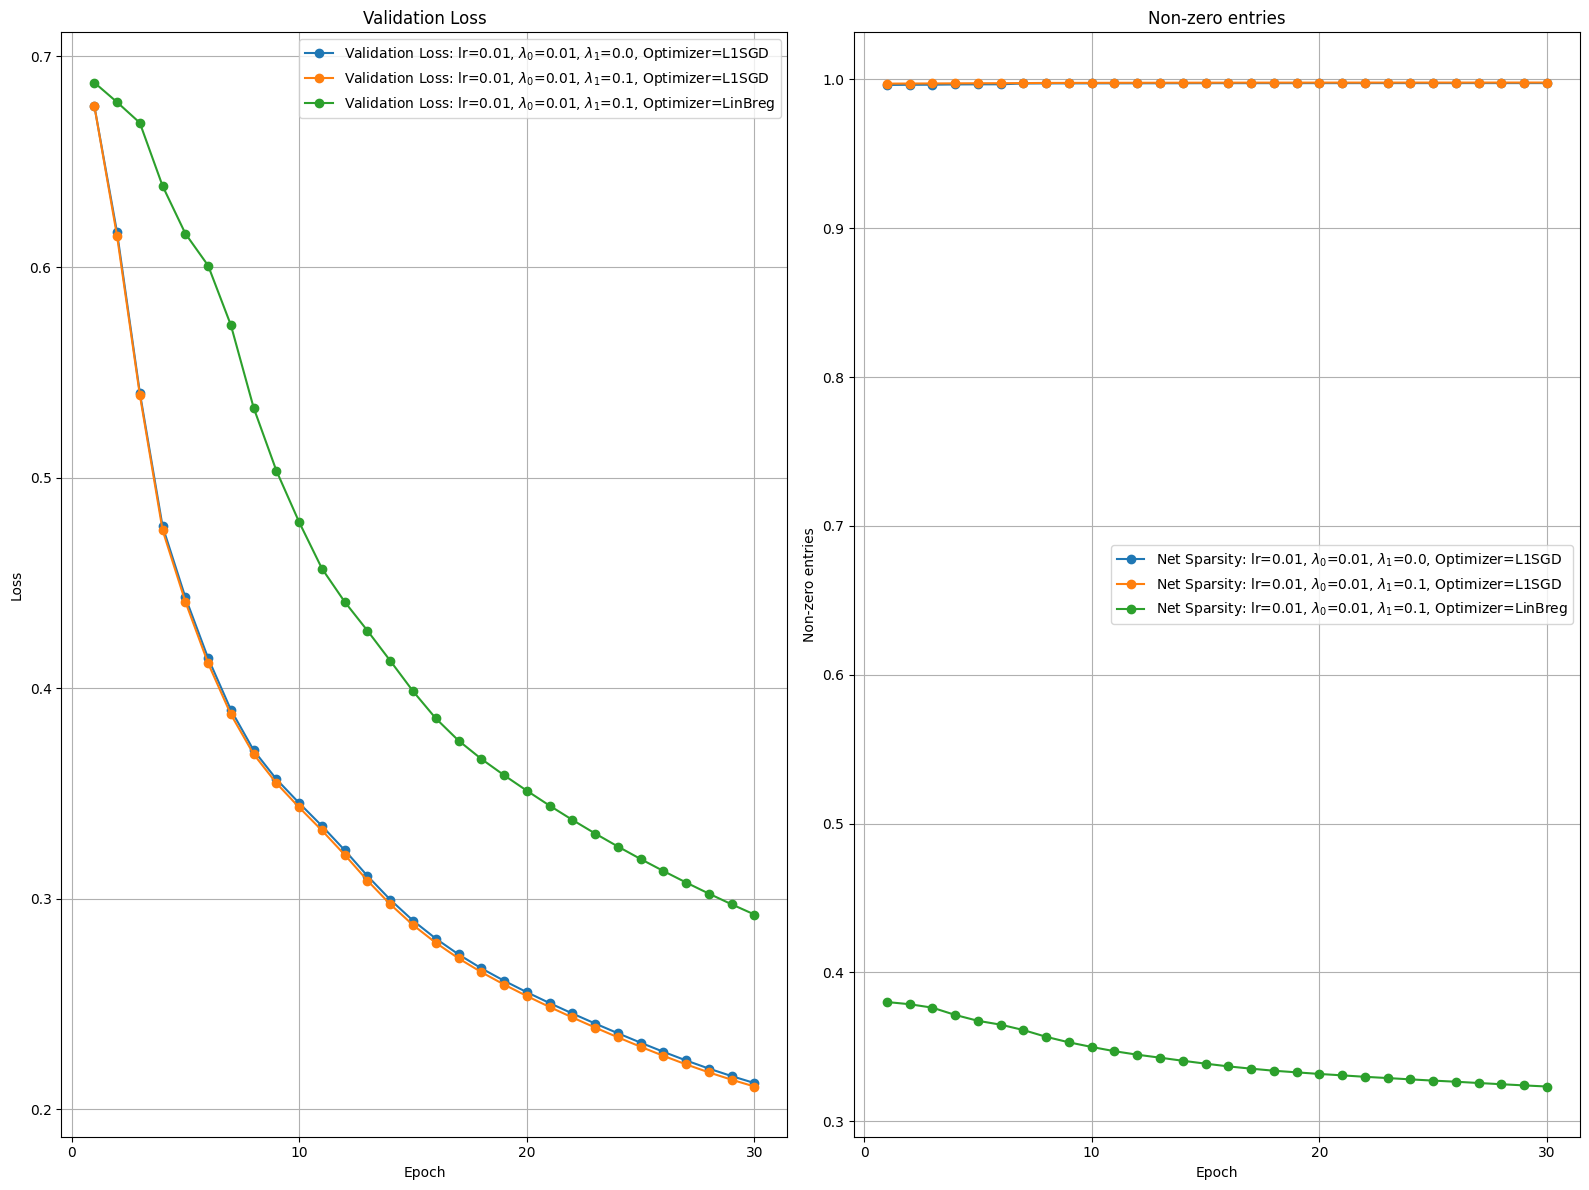 Validation Loss
Validation Loss: lr=0.01, λ₀=0.01, λ₁=0.0, Optimizer=L1SGD
Validation Loss: lr=0.01, λ₀=0.01, λ₁=0.1, Optimizer=L1SGD
Validation Loss: lr=0.01, λ₀=0.01, λ₁=0.1, Optimizer=LinBreg
0.7
0.6
0.5
0.4
0.3
0.2
Loss
0
10
20
30
Epoch
Non-zero entries
1.0
0.9
0.8
0.7
0.6
0.5
0.4
0.3
Non-zero entries
Net Sparsity: lr=0.01, λ₀=0.01, λ₁=0.0, Optimizer=L1SGD
Net Sparsity: lr=0.01, λ₀=0.01, λ₁=0.1, Optimizer=L1SGD
Net Sparsity: lr=0.01, λ₀=0.01, λ₁=0.1, Optimizer=LinBreg
0
10
20
30
Epoch